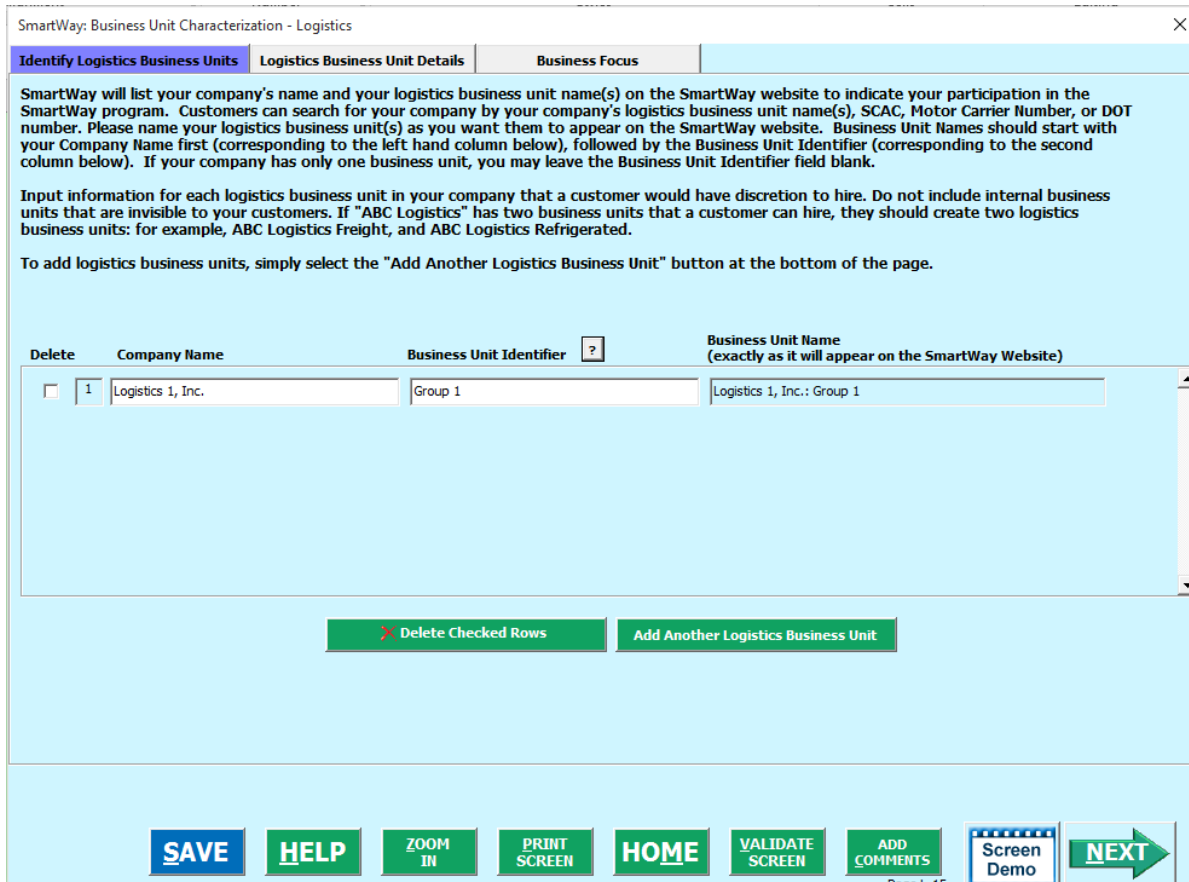 SmartWay: Business Unit Characterization - Logistics
Identify Logistics Business Units Logistics Business Unit Details Business Focus
SmartWay will list your company's name and your logistics business unit name(s) on the SmartWay website to indicate your participation in the
SmartWay program. Customers can search for your company by your company's logistics business unit name(s), SCAC, Motor Carrier Number, or DOT
number. Please name your logistics business unit(s) as you want them to appear on the SmartWay website. Business Unit Names should start with
your Company Name first (corresponding to the left hand column below), followed by the Business Unit Identifier (corresponding to the second
column below). If your company has only one business unit, you may leave the Business Unit Identifier field blank.
Input information for each logistics business unit in your company that a customer would have discretion to hire. Do not include internal business
units that are invisible to your customers. If "ABC Logistics" has two business units that a customer can hire, they should create two logistics
business units: for example, ABC Logistics Freight, and ABC Logistics Refrigerated.
To add logistics business units, simply select the "Add Another Logistics Business Unit" button at the bottom of the page.
Business Unit Name
Delete Company Name Business Unit Identifier ? (exactly as it will appear on the SmartWay Website)
1 Logistics 1, Inc. Group 1 Logistics 1, Inc.: Group 1
Delete Checked Rows Add Another Logistics Business Unit
SAVE HELP ZOOM IN PRINT SCREEN HOME VALIDATE SCREEN ADD COMMENTS Screen Demo NEXT